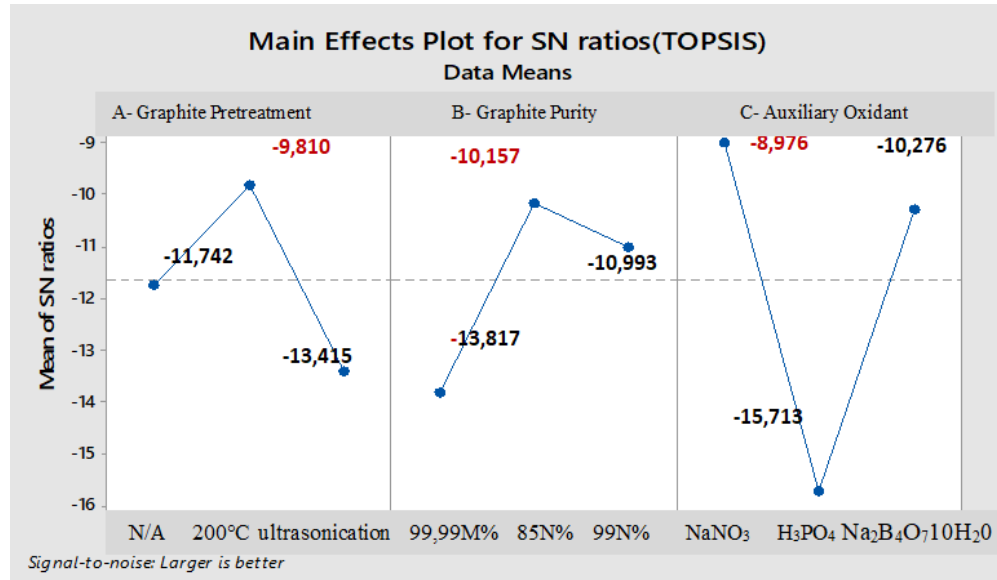 Main Effects Plot for SN ratios(TOPSIS)
Data Means
A- Graphite Pretreatment B- Graphite Purity C- Auxiliary Oxidant
Mean of SN ratios
-9
-10
-11
-12
-13
-14
-15
-16
-9,810
-11,742
-13,415
-10,157
-10,993
-13,817
-8,976
-10,276
-15,713
N/A 200°C ultrasonication 99,99M% 85N% 99N% NaNO₃ H₃PO₄ Na₂B₄O₇10H₂0
Signal-to-noise: Larger is better